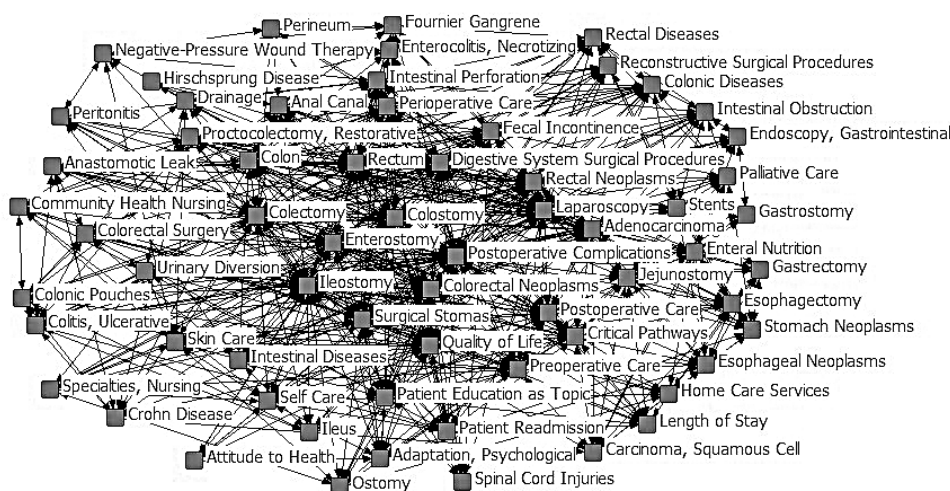 Perineum
Fournier Gangrene
Rectal Diseases
Negative-Pressure Wound Therapy
Enterocolitis, Necrotizing
Reconstructive Surgical Procedures
Hirschsprung Disease
Intestinal Perforation
Colonic Diseases
Drainage
Anal Canal
Perioperative Care
Intestinal Obstruction
Peritonitis
Proctocolectomy, Restorative
Fecal Incontinence
Endoscopy, Gastrointestinal
Anastomotic Leak
Colon
Rectum
Digestive System Surgical Procedures
Rectal Neoplasms
Palliative Care
Community Health Nursing
Colectomy
Colostomy
Laparoscopy
Stents
Gastrostomy
Colorectal Surgery
Enterostomy
Adenocarcinoma
Postoperative Complications
Enteral Nutrition
Urinary Diversion
Ileostomy
Colorectal Neoplasms
Jejunostomy
Gastrectomy
Colonic Pouches
Esophagectomy
Colitis, Ulcerative
Surgical Stomas
Postoperative Care
Critical Pathways
Stomach Neoplasms
Skin Care
Intestinal Diseases
Quality of Life
Preoperative Care
Esophageal Neoplasms
Specialties, Nursing
Self Care
Patient Education as Topic
Home Care Services
Crohn Disease
Ileus
Patient Readmission
Length of Stay
Attitude to Health
Adaptation, Psychological
Carcinoma, Squamous Cell
Ostomy
Spinal Cord Injuries